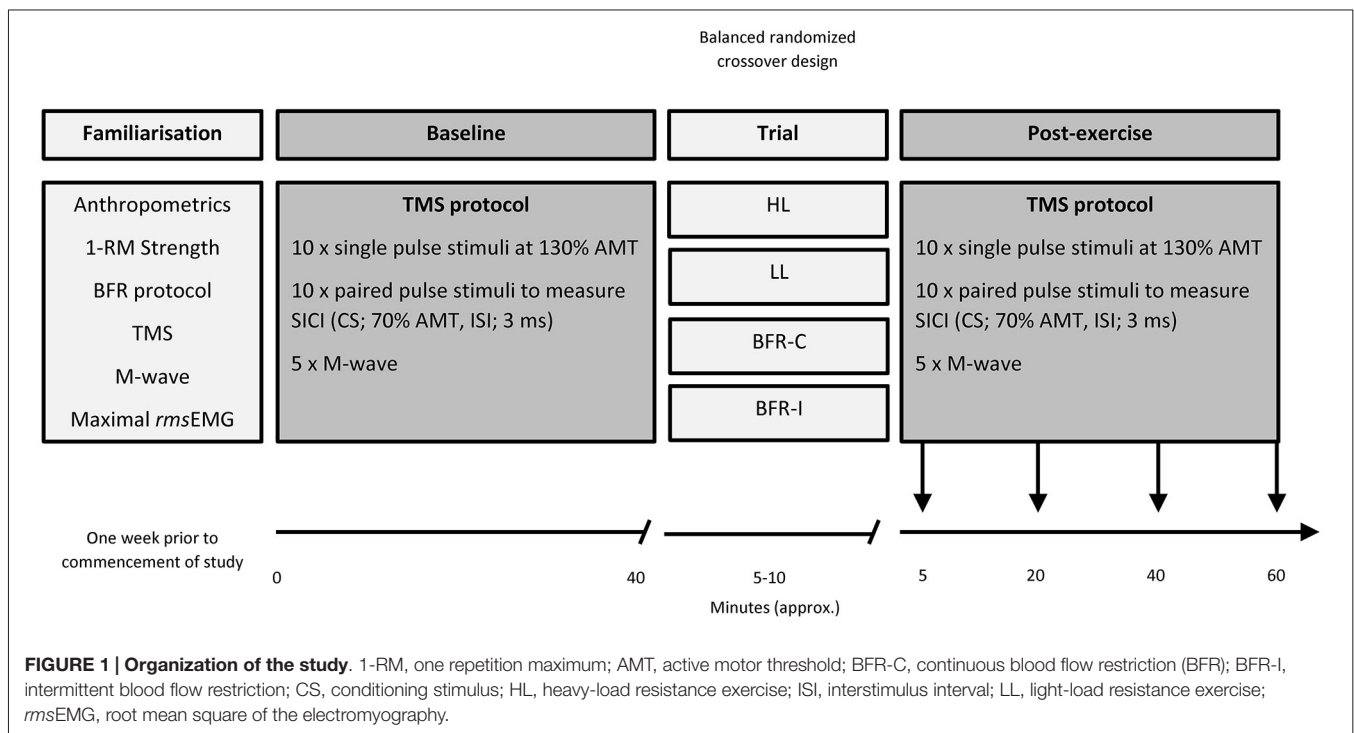 Balanced randomized
crossover design
Familiarisation
Baseline
Trial
Post-exercise
Anthropometrics
1-RM Strength
BFR protocol
TMS
M-wave
Maximal rmsEMG
TMS protocol
10 x single pulse stimuli at 130% AMT
10 x paired pulse stimuli to measure
SICI (CS; 70% AMT, ISI; 3 ms)
5 x M-wave
HL
LL
BFR-C
BFR-I
TMS protocol
10 x single pulse stimuli at 130% AMT
10 x paired pulse stimuli to measure
SICI (CS; 70% AMT, ISI; 3 ms)
5 x M-wave
One week prior to
commencement of study
0
40
5-10
5
20
40
60
Minutes (approx.)
FIGURE 1 | Organization of the study. 1-RM, one repetition maximum; AMT, active motor threshold; BFR-C, continuous blood flow restriction (BFR); BFR-I,
intermittent blood flow restriction; CS, conditioning stimulus; HL, heavy-load resistance exercise; ISI, interstimulus interval; LL, light-load resistance exercise;
rmsEMG, root mean square of the electromyography.